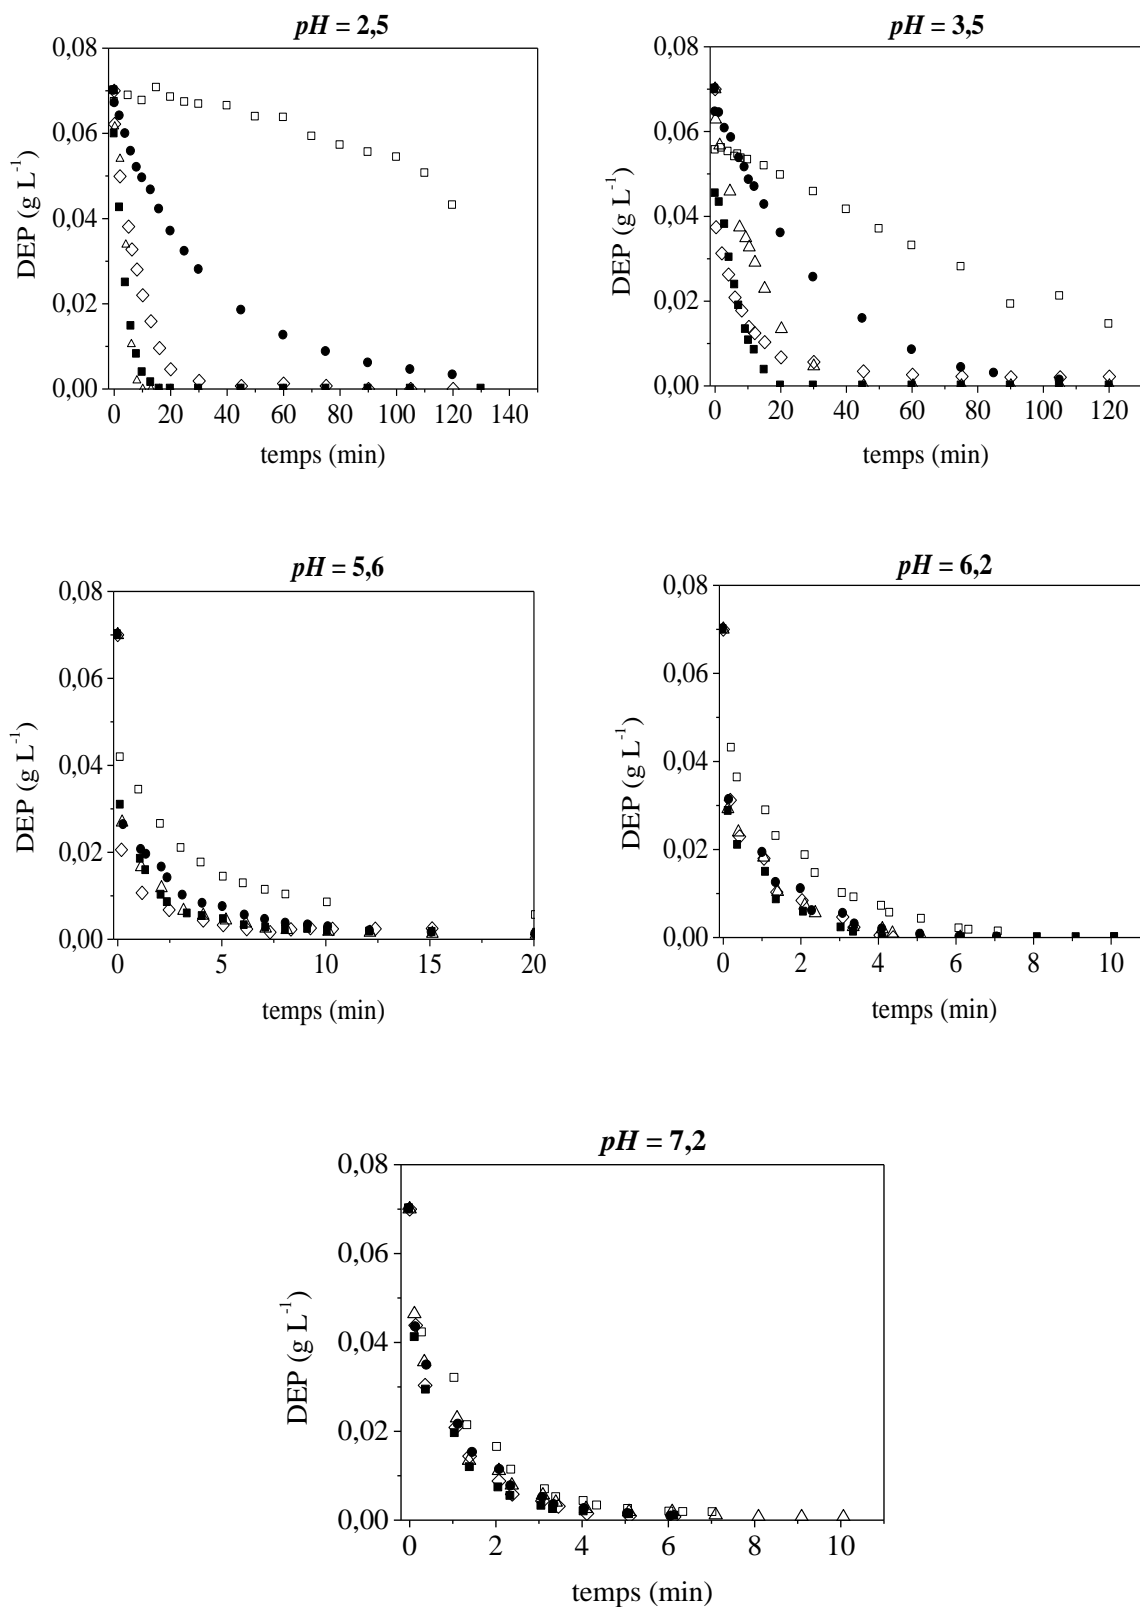 pH = 2,5
0,08
0,06
0,04
0,02
0,00
DEP (g L-1)
0 20 40 60 80 100 120 140
temps (min)
pH = 3,5
0,08
0,06
0,04
0,02
0,00
DEP (g L-1)
0 20 40 60 80 100 120
temps (min)
pH = 5,6
0,08
0,06
0,04
0,02
0,00
DEP (g L-1)
0 5 10 15 20
temps (min)
pH = 6,2
0,08
0,06
0,04
0,02
0,00
DEP (g L-1)
0 2 4 6 8 10
temps (min)
pH = 7,2
0,08
0,06
0,04
0,02
0,00
DEP (g L-1)
0 2 4 6 8 10
temps (min)